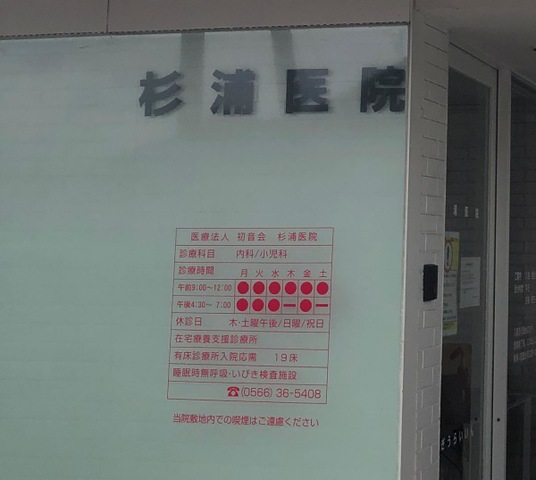 杉浦医院
医療法人 初音会 杉浦医院
診療科目 内科/小児科
診療時間 月火水木金土
午前9:00~12:00 ●●●●●●
午後4:30~ 7:00 ●●●ー●ー
休診日 木・土曜午後/日曜/祝日
在宅療養支援診療所
有床診療所入院応需 19床
睡眠時無呼吸・いびき検査施設
☎(0566)36-5408
当院敷地内での喫煙はご遠慮ください